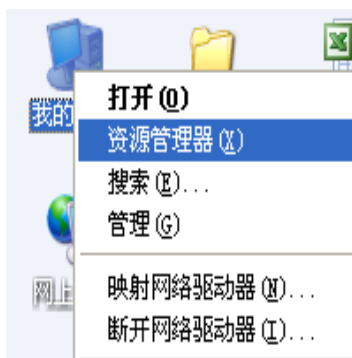 我的
打开(O)
资源管理器(X)
搜索(E)...
管理(G)
网上
映射网络驱动器(N)...
断开网络驱动器(I)...